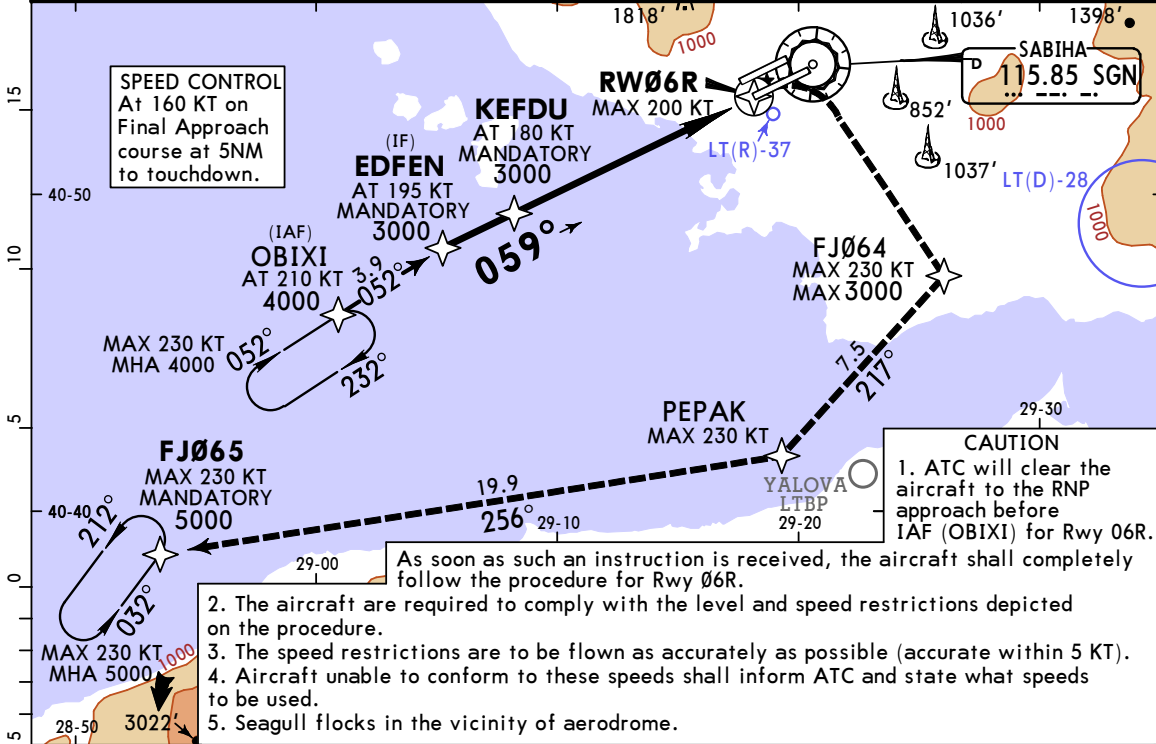 1818'
1036'
1398'
1000
SABIHA
D
115.85 SGN
SPEED CONTROL
At 160 KT on
Final Approach
course at 5NM
to touchdown.
RWØ6R
MAX 200 KT
852'
1000
15
KEFDU
AT 180 KT
MANDATORY
3000
LT(R)-37
1037'
LT(D)-28
1000
(IF)
EDFEN
AT 195 KT
MANDATORY
3000
40-50
(IAF)
OBIXI
AT 210 KT
4000
3.9
052°
059°
FJØ64
MAX 230 KT
MAX 3000
10
MAX 230 KT
MHA 4000
052°
232°
7.5
217°
5
PEPAK
MAX 230 KT
29-30
FJØ65
MAX 230 KT
MANDATORY
5000
19.9
256°
YALOVA
LTBP
40-40
29-10
29-20
29-00
212°
032°
0
MAX 230 KT
MHA 5000
1000
3022'
28-50
5
CAUTION
1. ATC will clear the
aircraft to the RNP
approach before
IAF (OBIXI) for Rwy 06R.
As soon as such an instruction is received, the aircraft shall completely
follow the procedure for Rwy Ø6R.
2. The aircraft are required to comply with the level and speed restrictions depicted
on the procedure.
3. The speed restrictions are to be flown as accurately as possible (accurate within 5 KT).
4. Aircraft unable to conform to these speeds shall inform ATC and state what speeds
to be used.
5. Seagull flocks in the vicinity of aerodrome.